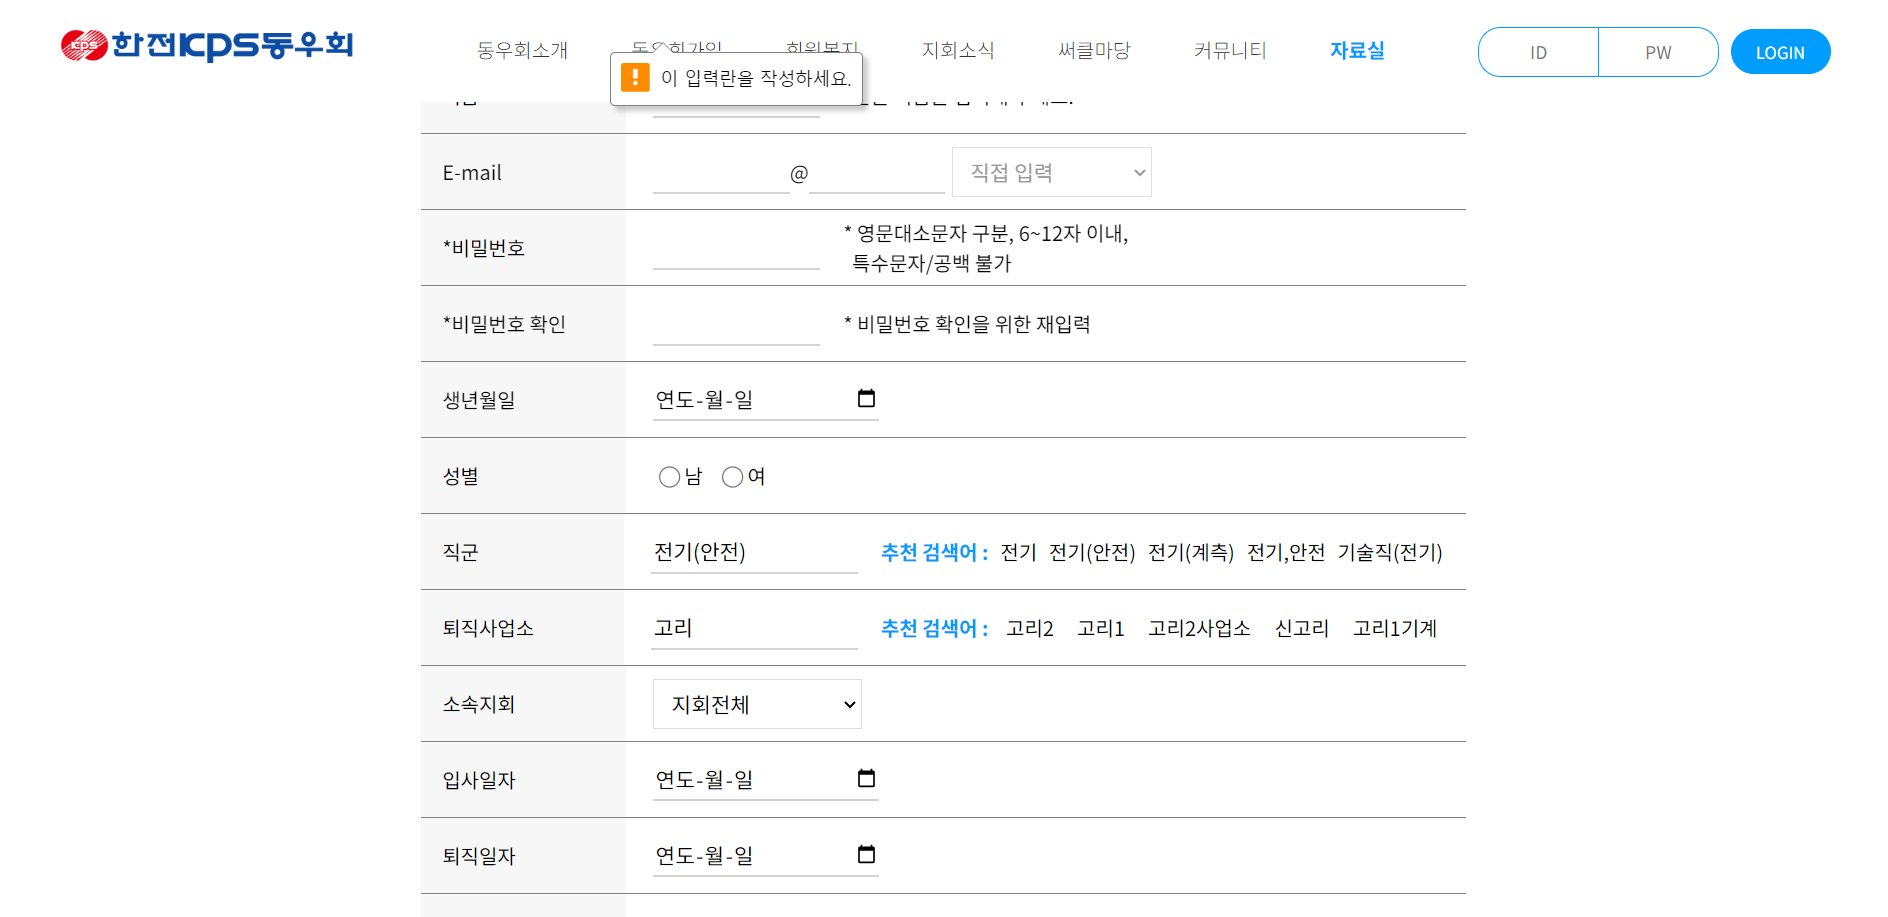 kps 한전KPS동우회
동우회소개 동우회가입 회원복지 지회소식 써클마당 커뮤니티 자료실 ID PW LOGIN
! 이 입력란을 작성하세요.
E-mail @ 직접 입력
*비밀번호 * 영문대소문자 구분, 6~12자 이내,
특수문자/공백 불가
*비밀번호 확인 * 비밀번호 확인을 위한 재입력
생년월일 연도-월-일
성별 남 여
직군 전기(안전) 추천 검색어 : 전기 전기(안전) 전기(계측) 전기,안전 기술직(전기)
퇴직사업소 고리 추천 검색어 : 고리2 고리1 고리2사업소 신고리 고리1기계
소속지회 지회전체
입사일자 연도-월-일
퇴직일자 연도-월-일